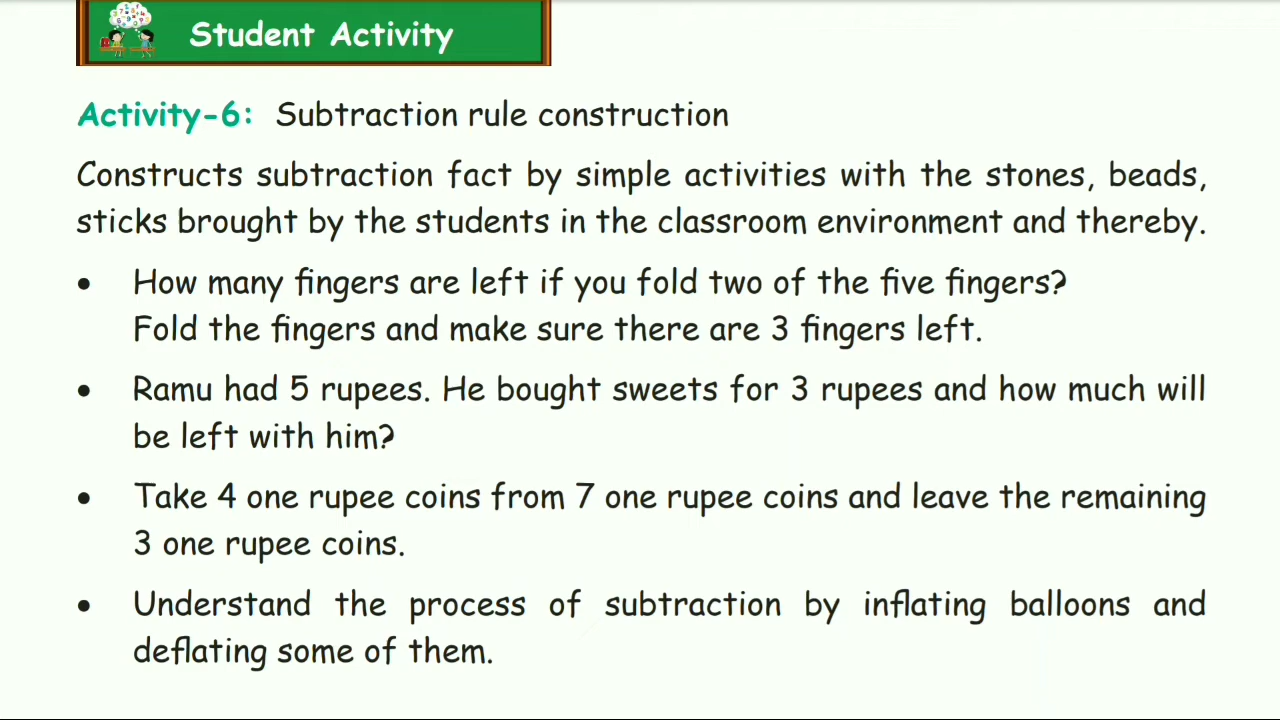 Student Activity
Activity-6: Subtraction rule construction
Constructs subtraction fact by simple activities with the stones, beads,
sticks brought by the students in the classroom environment and thereby.
• How many fingers are left if you fold two of the five fingers?
Fold the fingers and make sure there are 3 fingers left.
• Ramu had 5 rupees. He bought sweets for 3 rupees and how much will
be left with him?
• Take 4 one rupee coins from 7 one rupee coins and leave the remaining
3 one rupee coins.
• Understand the process of subtraction by inflating balloons and
deflating some of them.